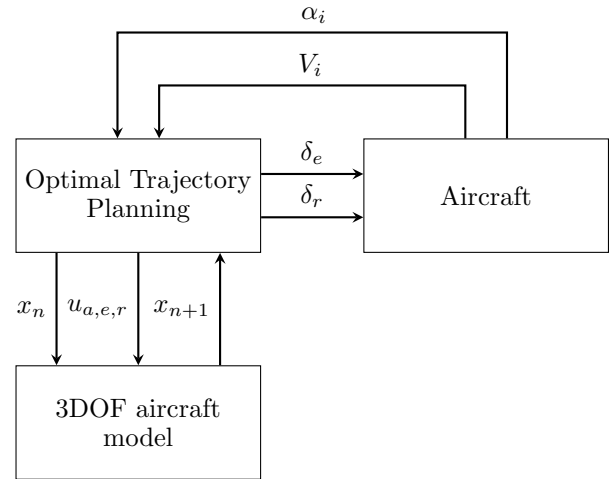 α_i
V_i
Optimal Trajectory
Planning
δ_e
δ_r
Aircraft
x_n
u_{a,e,r}
x_{n+1}
3DOF aircraft
model